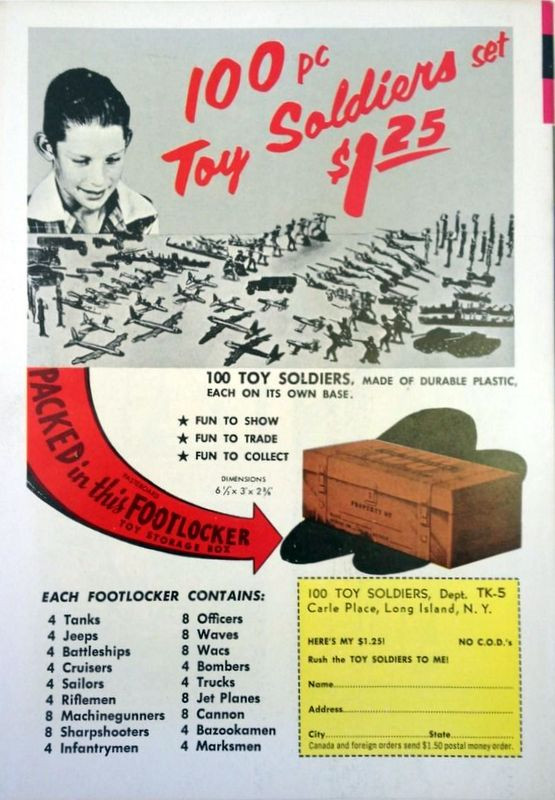 100 pc
Toy Soldiers set
$1.25
100 TOY SOLDIERS, MADE OF DURABLE PLASTIC,
EACH ON ITS OWN BASE.
★ FUN TO SHOW
★ FUN TO TRADE
★ FUN TO COLLECT
PACKED in this
PASTEBOARD
FOOTLOCKER
TOY STORAGE BOX
DIMENSIONS
PROPERTY OF
EACH FOOTLOCKER CONTAINS:
4 Tanks
4 Jeeps
4 Battleships
4 Cruisers
4 Sailors
4 Riflemen
8 Machinegunners
8 Sharpshooters
4 Infantrymen
8 Officers
8 Waves
8 Wacs
4 Bombers
4 Trucks
8 Jet Planes
8 Cannon
4 Bazookamen
4 Marksmen
100 TOY SOLDIERS, Dept. TK-5
Carle Place, Long Island, N. Y.
HERE'S MY $1.25! NO C.O.D.'s
Rush the TOY SOLDIERS TO ME!
Name
Address
City State
Canada and foreign orders send $1.50 postal money order.